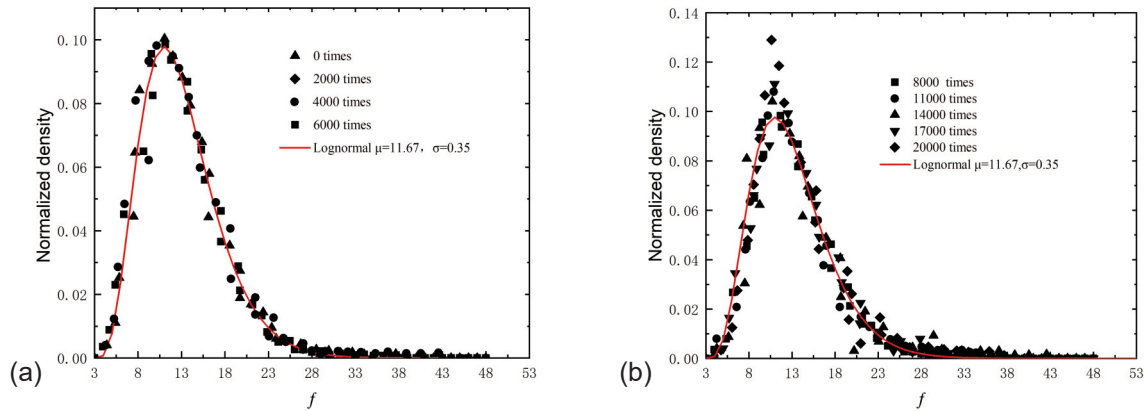 0.10
0.08
0.06
0.04
0.02
0.00
Normalized density
0 times
2000 times
4000 times
6000 times
Lognormal μ=11.67， σ=0.35
3 8 13 18 23 28 33 38 43 48 53
f
(a)
0.14
0.12
0.10
0.08
0.06
0.04
0.02
0.00
Normalized density
8000 times
11000 times
14000 times
17000 times
20000 times
Lognormal μ=11.67,σ=0.35
3 8 13 18 23 28 33 38 43 48 53
f
(b)